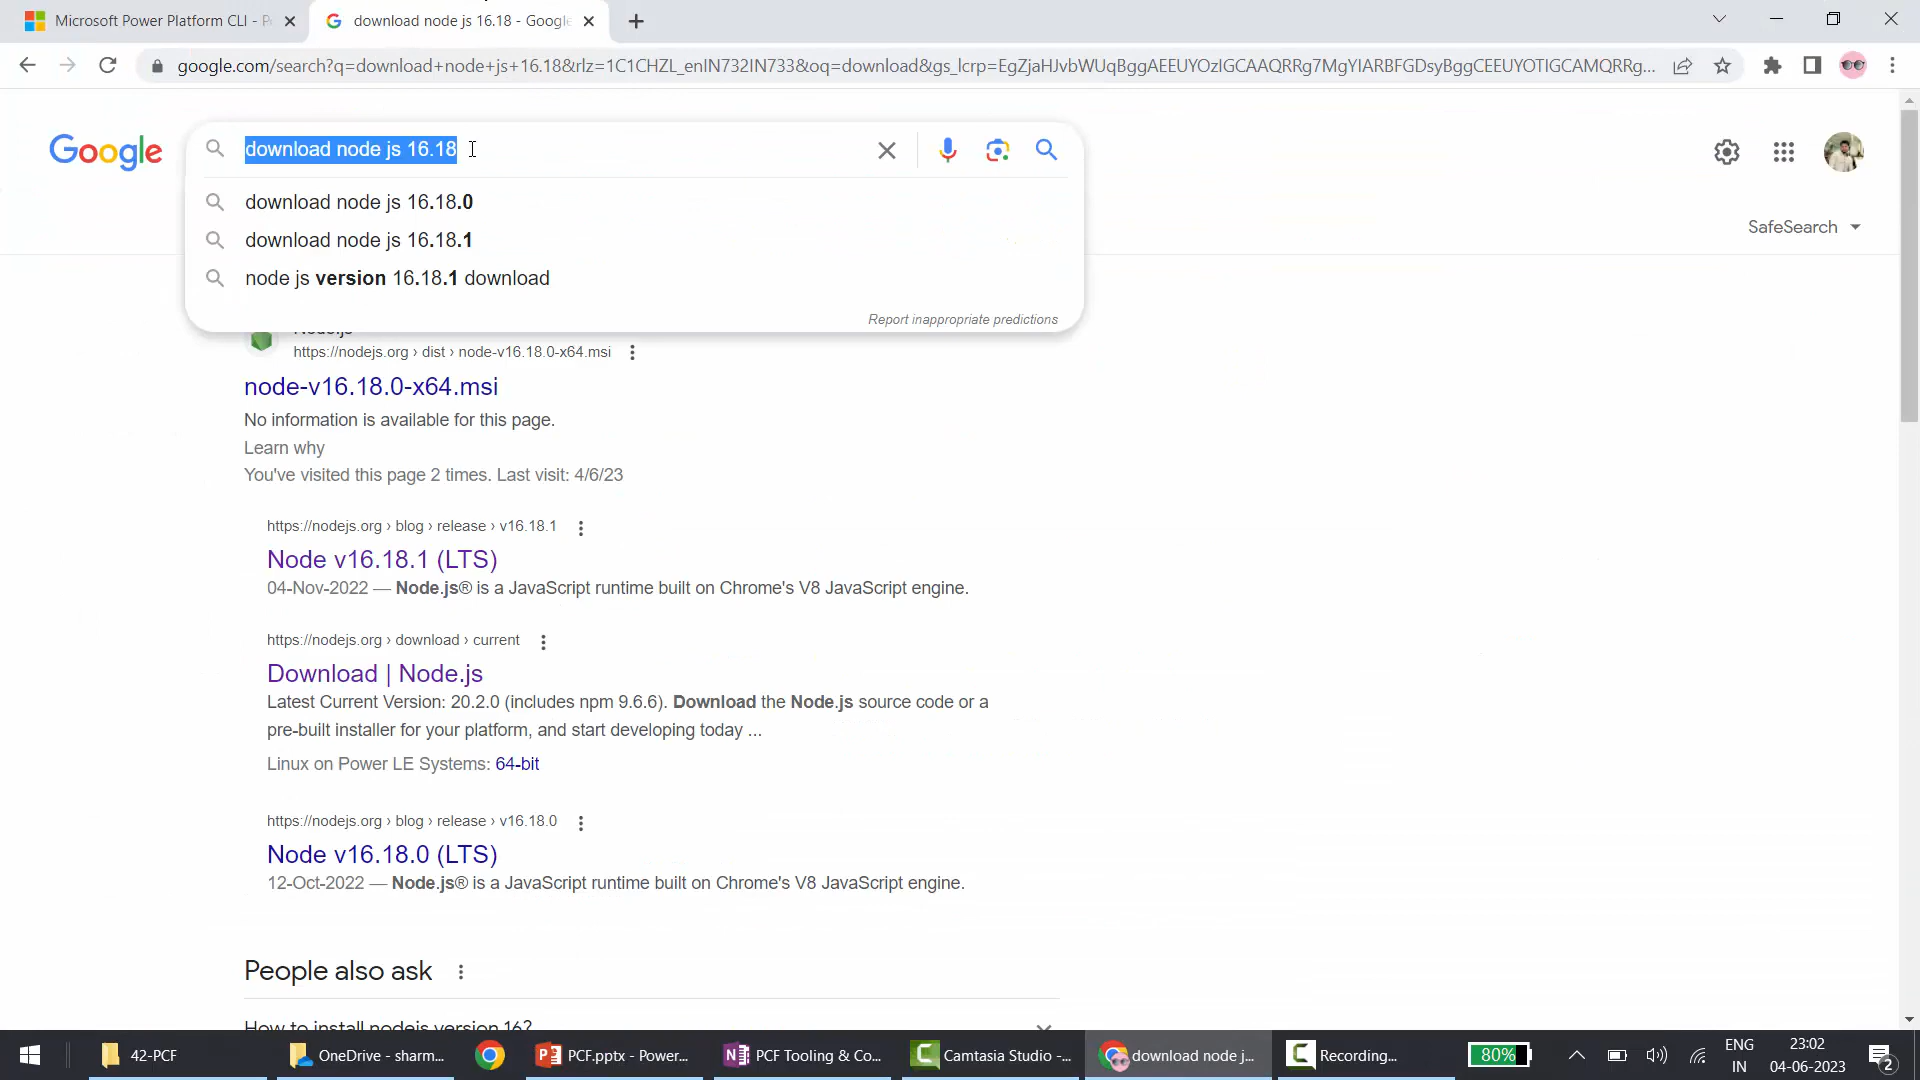 Microsoft Power Platform CLI - P
download node js 16.18 - Google
google.com/search?q=download+node+js+16.18&rlz=1C1CHZL_enIN732IN733&oq=download&gs_lcrp=EgZjaHJvbWUqBggAEEUYOzIGCAAQRRg7MgYIARBFGDsyBggCEEUYOTIGCAMQRRg...
Google
download node js 16.18
download node js 16.18.0
download node js 16.18.1
node js version 16.18.1 download
Report inappropriate predictions
SafeSearch
Node.js
https://nodejs.org › dist › node-v16.18.0-x64.msi
node-v16.18.0-x64.msi
No information is available for this page.
Learn why
You've visited this page 2 times. Last visit: 4/6/23
https://nodejs.org › blog › release › v16.18.1
Node v16.18.1 (LTS)
04-Nov-2022 — Node.js® is a JavaScript runtime built on Chrome's V8 JavaScript engine.
https://nodejs.org › download › current
Download | Node.js
Latest Current Version: 20.2.0 (includes npm 9.6.6). Download the Node.js source code or a
pre-built installer for your platform, and start developing today ...
Linux on Power LE Systems: 64-bit
https://nodejs.org › blog › release › v16.18.0
Node v16.18.0 (LTS)
12-Oct-2022 — Node.js® is a JavaScript runtime built on Chrome's V8 JavaScript engine.
People also ask
How to install nodejs version 16?
42-PCF
OneDrive - sharm...
PCF.pptx - Power...
PCF Tooling & Co...
Camtasia Studio -...
download node j...
Recording...
80%
ENG
IN
23:02
04-06-2023
2